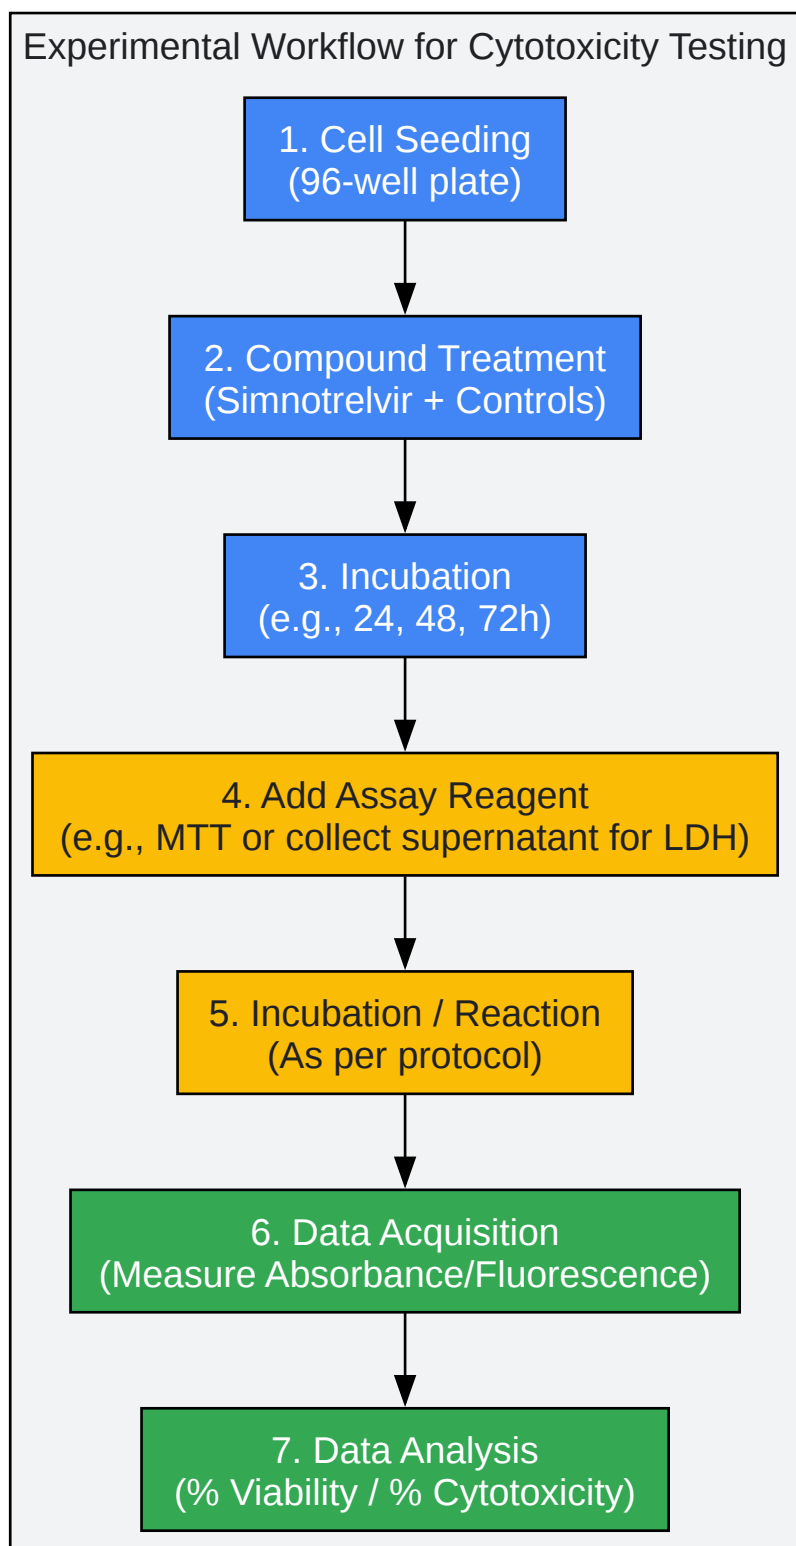 Experimental Workflow for Cytotoxicity Testing
1. Cell Seeding
(96-well plate)
2. Compound Treatment
(Simnotrelvir + Controls)
3. Incubation
(e.g., 24, 48, 72h)
4. Add Assay Reagent
(e.g., MTT or collect supernatant for LDH)
5. Incubation / Reaction
(As per protocol)
6. Data Acquisition
(Measure Absorbance/Fluorescence)
7. Data Analysis
(% Viability / % Cytotoxicity)